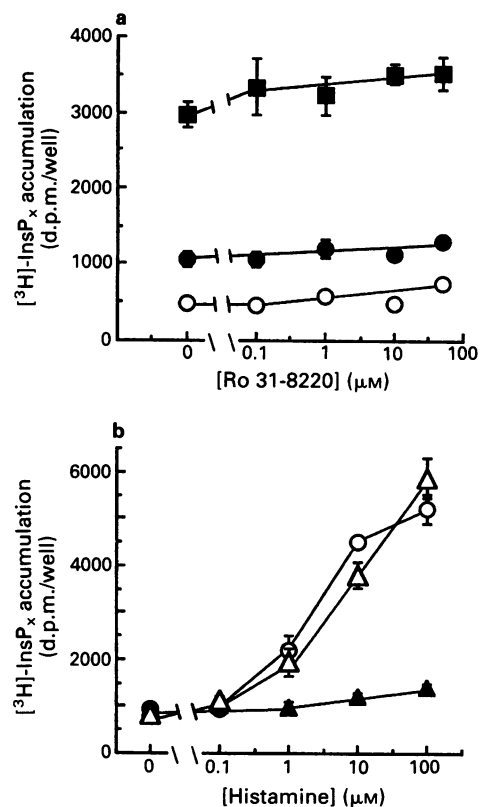 a
[³H]-InsPₓ accumulation
(d.p.m./well)
4000
3000
2000
1000
0
0 0.1 1 10 100
[Ro 31-8220] (μM)
b
[³H]-InsPₓ accumulation
(d.p.m./well)
6000
4000
2000
0
0 0.1 1 10 100
[Histamine] (μM)